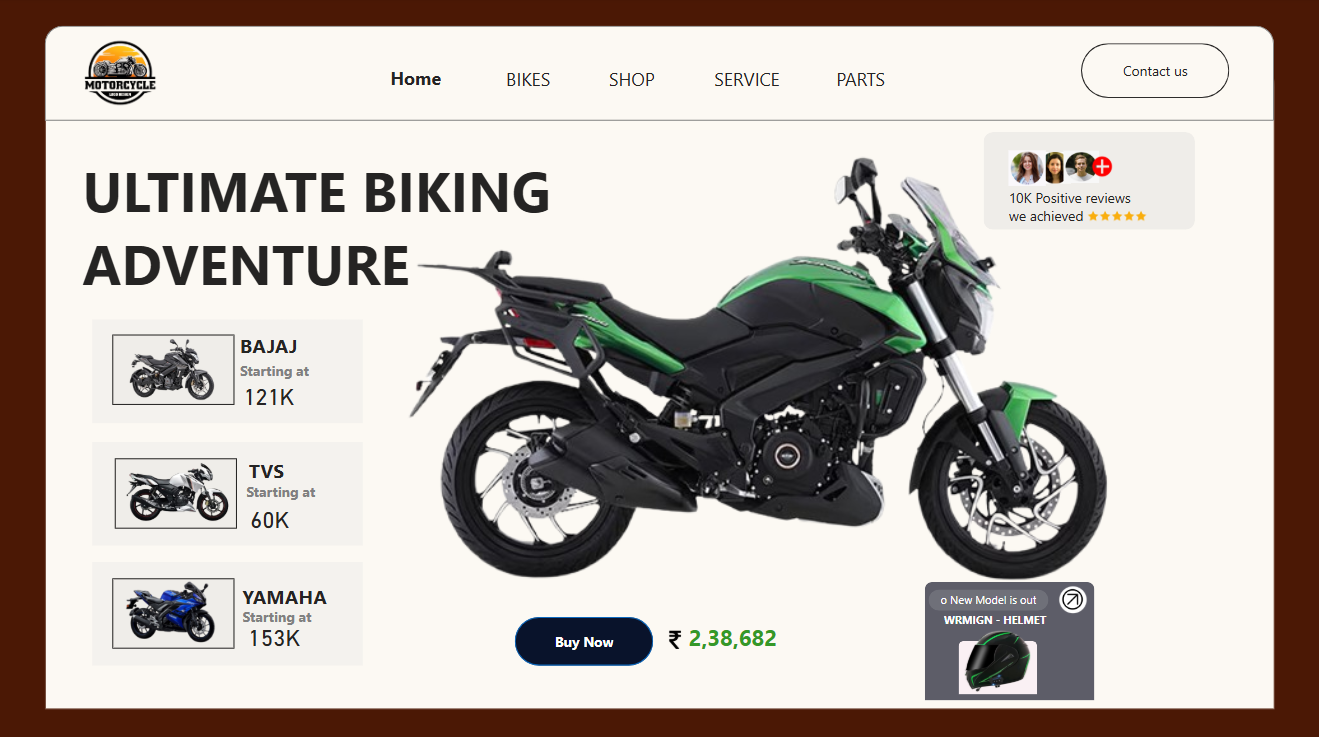 MOTORCYCLE
Home BIKES SHOP SERVICE PARTS
Contact us
ULTIMATE BIKING
ADVENTURE
10K Positive reviews
we achieved
BAJAJ
Starting at
121K
TVS
Starting at
60K
YAMAHA
Starting at
153K
Buy Now ₹ 2,38,682
o New Model is out
WRMIGN - HELMET